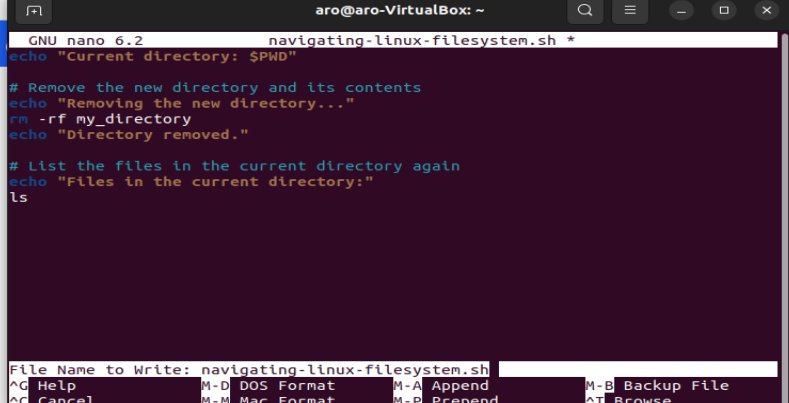 aro@aro-VirtualBox: ~
GNU nano 6.2 navigating-linux-filesystem.sh *
echo "Current directory: $PWD"
# Remove the new directory and its contents
echo "Removing the new directory..."
rm -rf my_directory
echo "Directory removed."
# List the files in the current directory again
echo "Files in the current directory:"
ls
File Name to Write: navigating-linux-filesystem.sh
^G Help M-D DOS Format M-A Append M-B Backup File
^C Cancel M-M Mac Format M-P Prepend ^T Browse